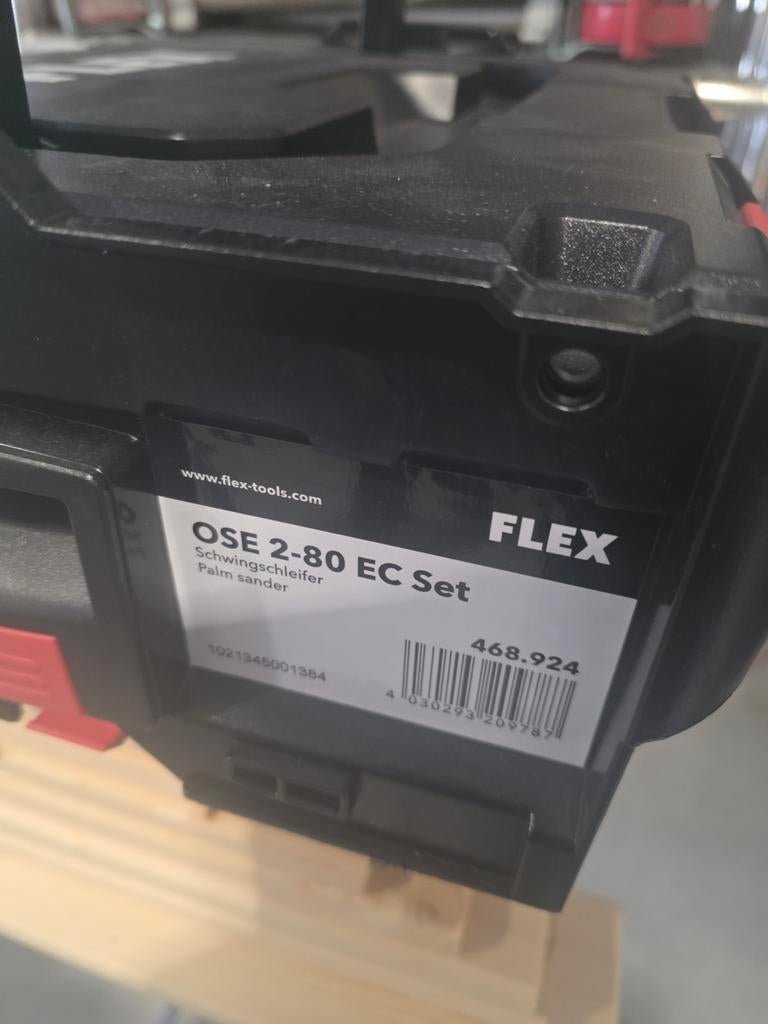 www.flex-tools.com
FLEX
OSE 2-80 EC Set
Schwingschleifer
Palm sander
468.924
1021345001384
4 030293 209787